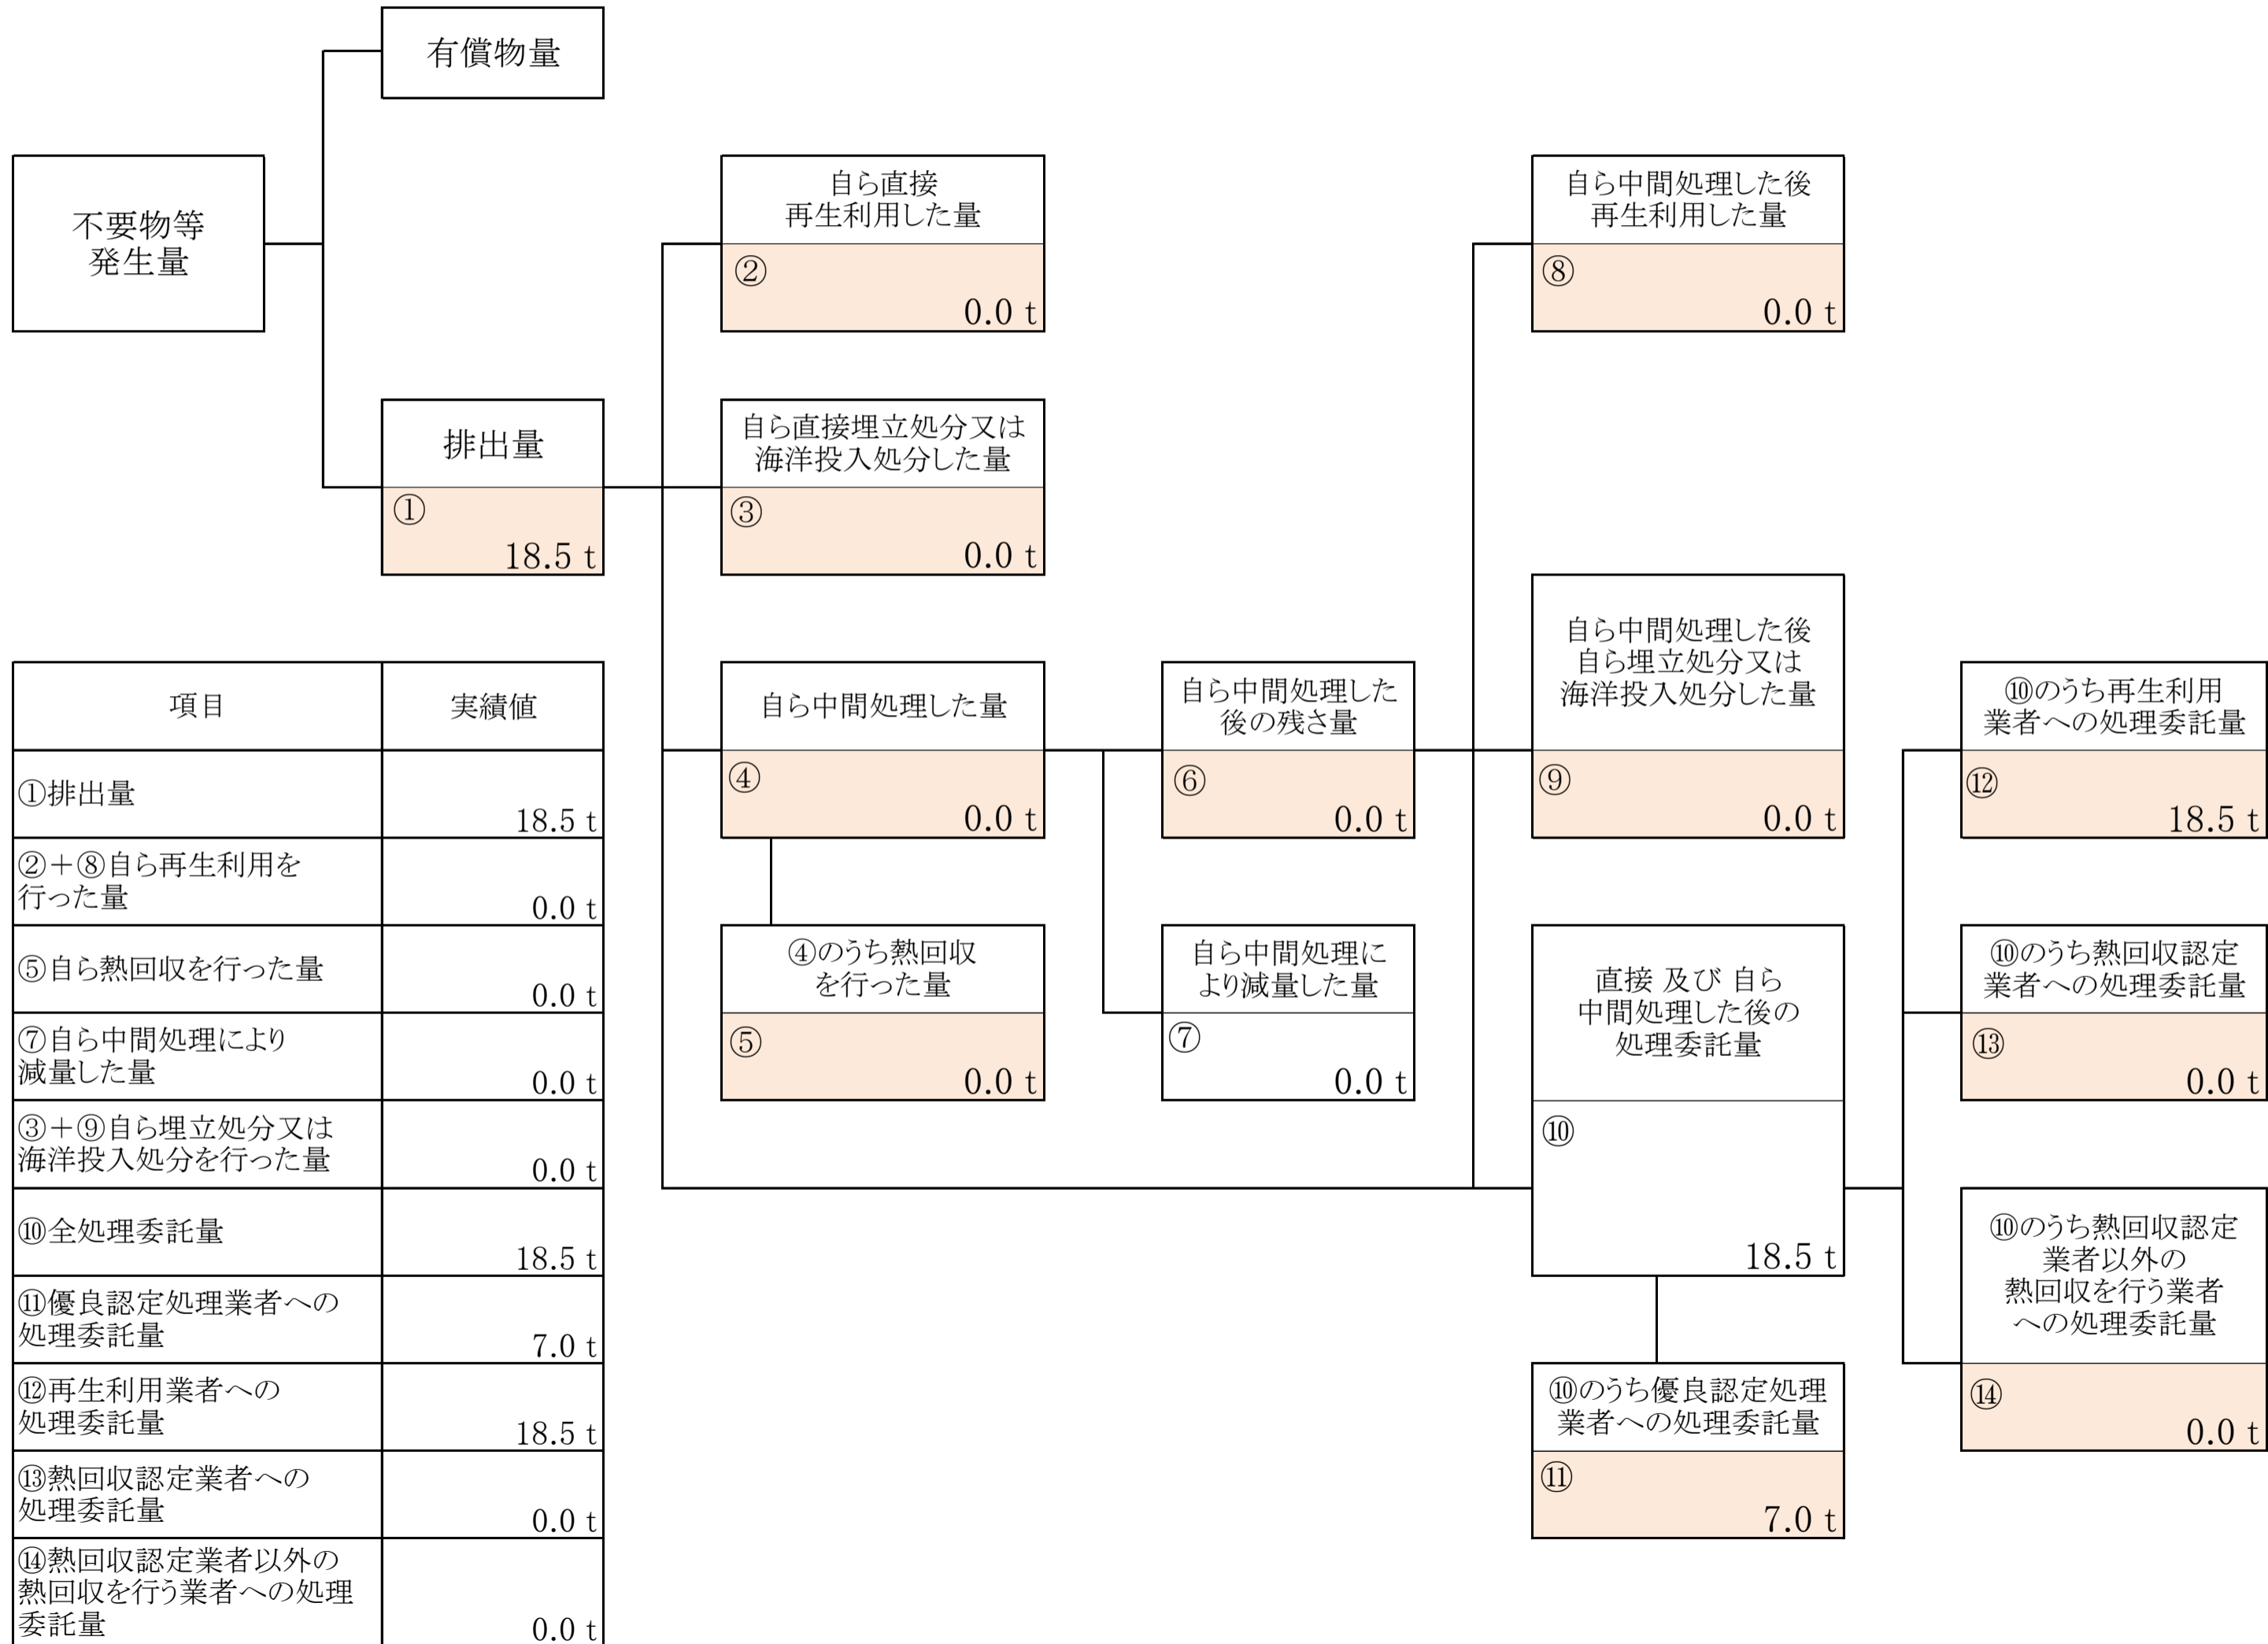 有償物量
不要物等
発生量
自ら直接
再生利用した量
②
0.0 t
自ら中間処理した後
再生利用した量
⑧
0.0 t
排出量
①
18.5 t
自ら直接埋立処分又は
海洋投入処分した量
③
0.0 t
自ら中間処理した量
④
0.0 t
自ら中間処理した
後の残さ量
⑥
0.0 t
自ら中間処理した後
自ら埋立処分又は
海洋投入処分した量
⑨
0.0 t
⑩のうち再生利用
業者への処理委託量
⑫
18.5 t
④のうち熱回収
を行った量
⑤
0.0 t
自ら中間処理に
より減量した量
⑦
0.0 t
直接 及び 自ら
中間処理した後の
処理委託量
⑩
18.5 t
⑩のうち熱回収認定
業者への処理委託量
⑬
0.0 t
⑩のうち熱回収認定
業者以外の
熱回収を行う業者
への処理委託量
⑭
0.0 t
⑩のうち優良認定処理
業者への処理委託量
⑪
7.0 t
項目 実績値
①排出量
18.5 t
②+⑧自ら再生利用を
行った量
0.0 t
⑤自ら熱回収を行った量
0.0 t
⑦自ら中間処理により
減量した量
0.0 t
③+⑨自ら埋立処分又は
海洋投入処分を行った量
0.0 t
⑩全処理委託量
18.5 t
⑪優良認定処理業者への
処理委託量
7.0 t
⑫再生利用業者への
処理委託量
18.5 t
⑬熱回収認定業者への
処理委託量
0.0 t
⑭熱回収認定業者以外の
熱回収を行う業者への処理
委託量
0.0 t